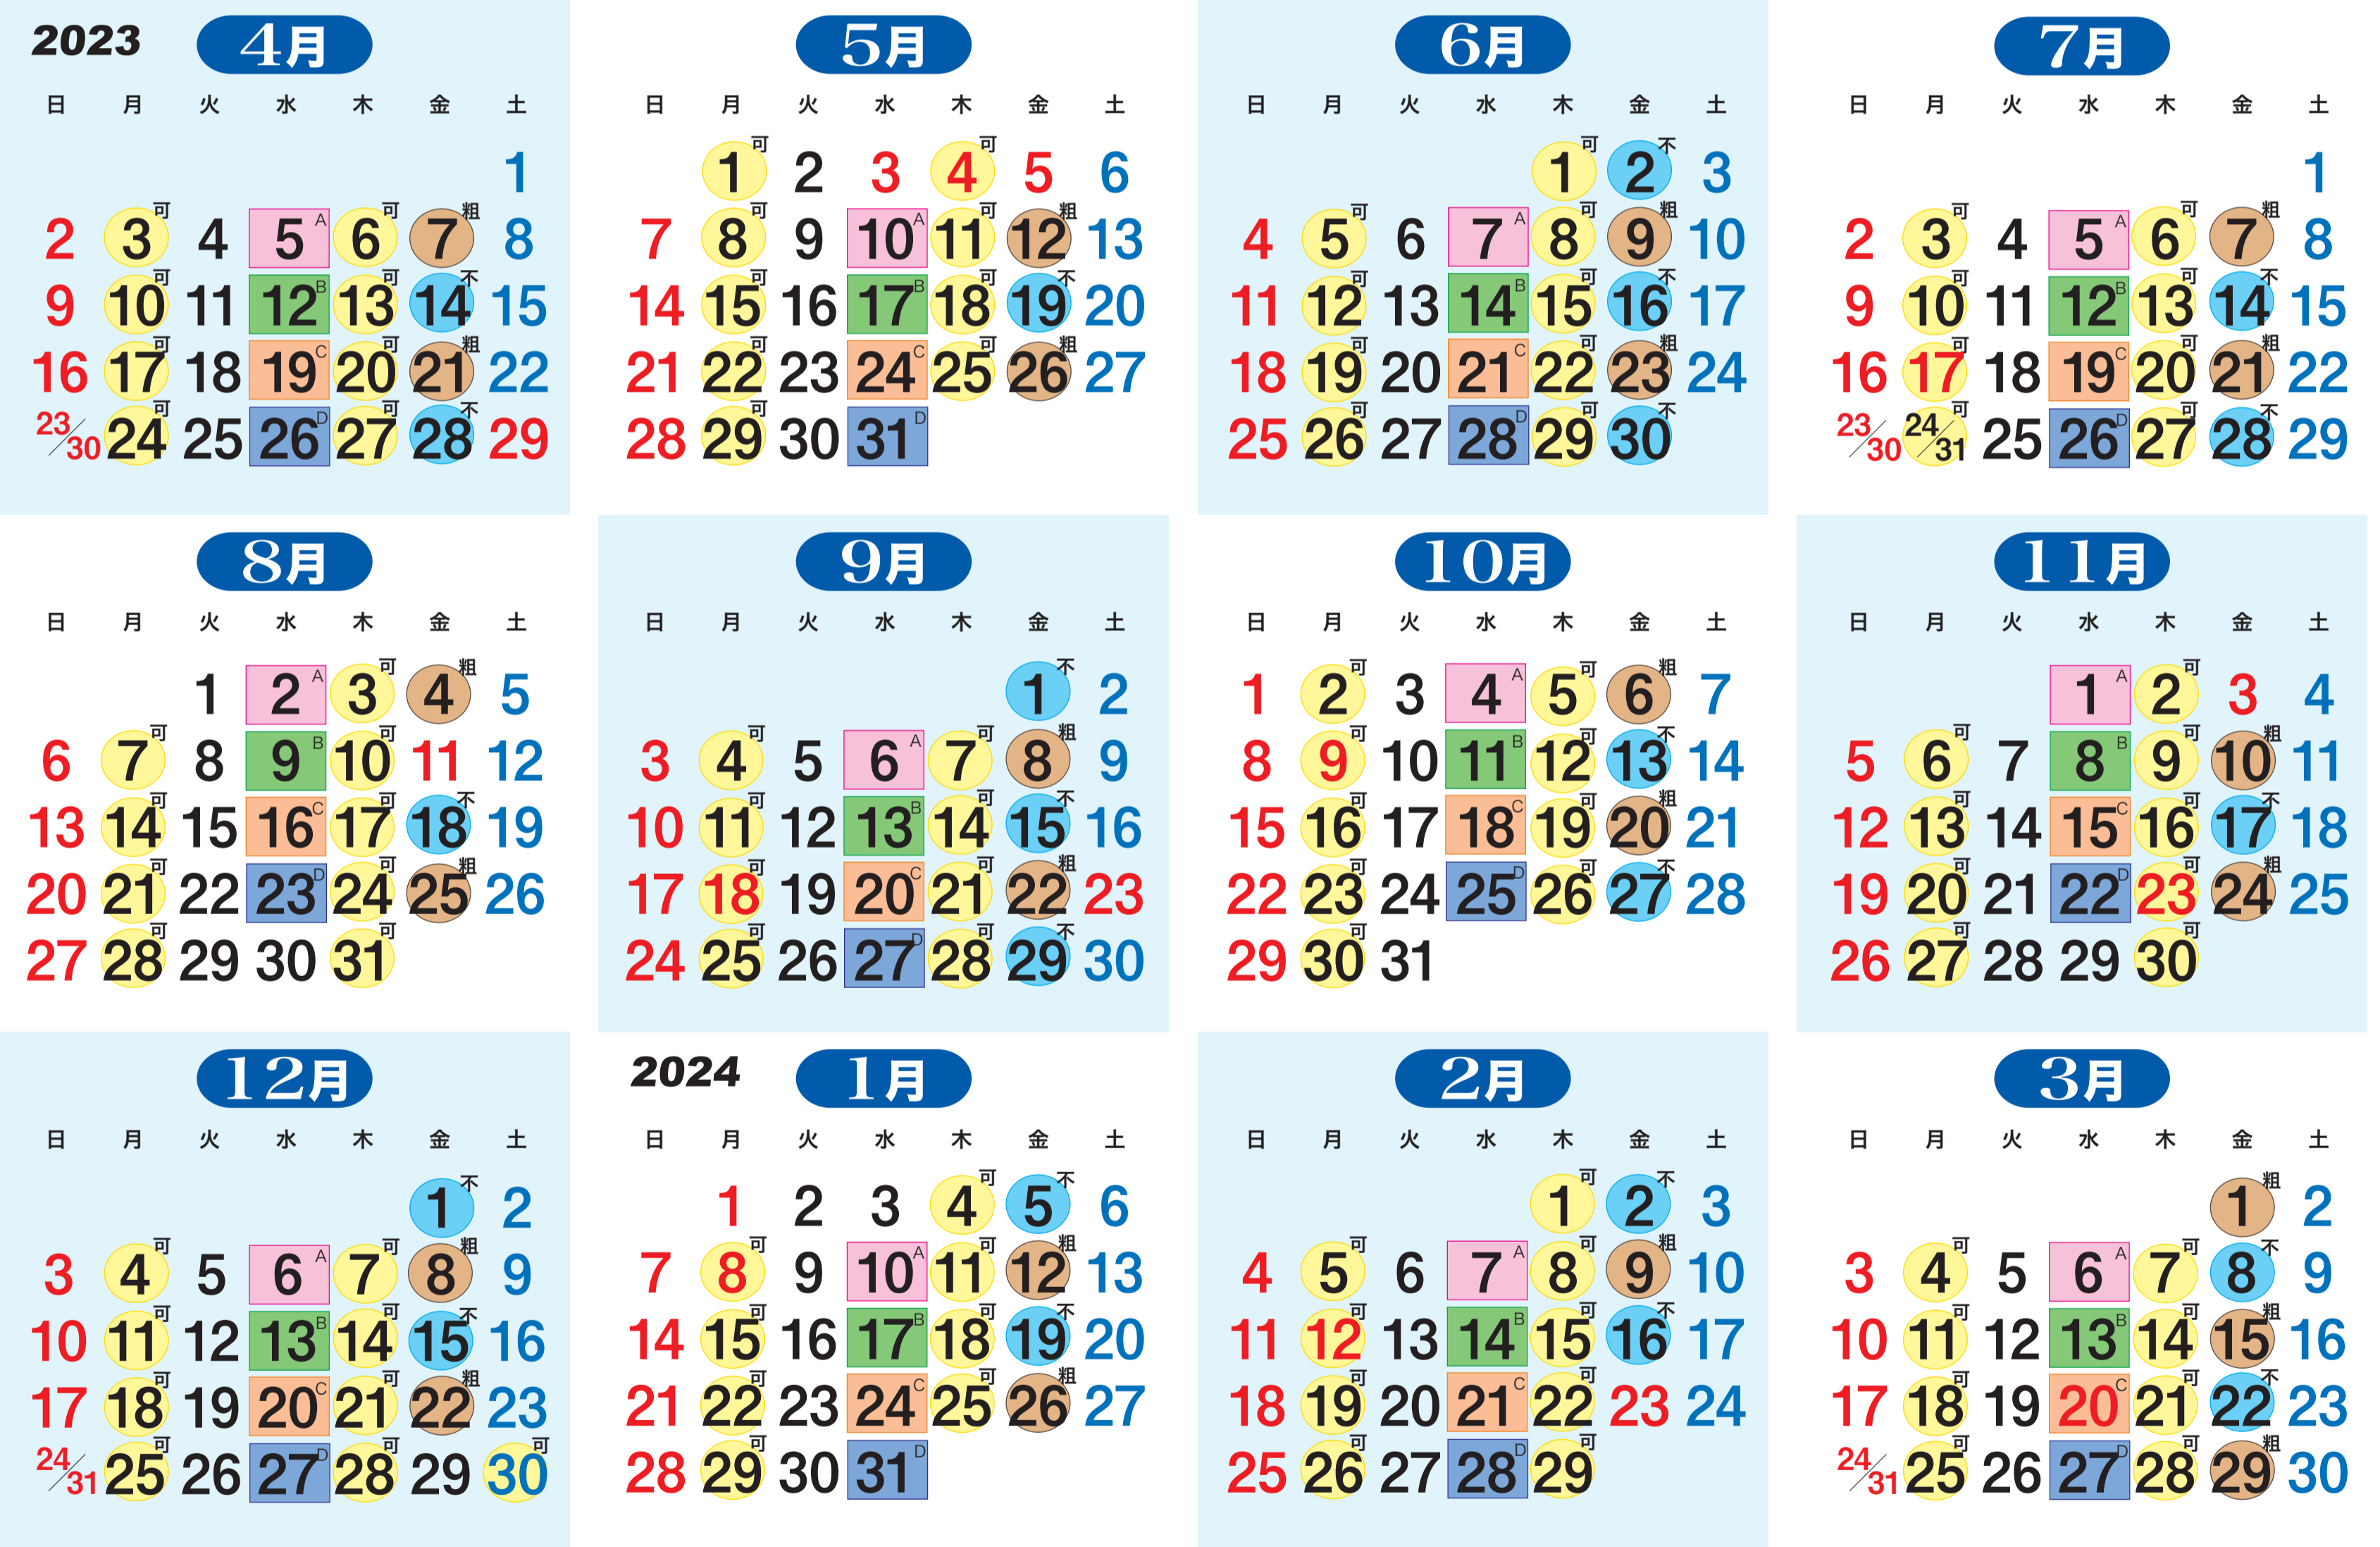 2023 4月
日 月 火 水 木 金 土
1
2 3可 4 5A 6可 7粗 8
9 10可 11 12B 13可 14不 15
16 17可 18 19C 20可 21粗 22
23/30 24可 25 26D 27可 28不 29
5月
日 月 火 水 木 金 土
1可 2 3 4可 5 6
7 8可 9 10A 11可 12粗 13
14 15可 16 17B 18可 19不 20
21 22可 23 24C 25可 26粗 27
28 29可 30 31D
6月
日 月 火 水 木 金 土
1可 2不 3
4 5可 6 7A 8可 9粗 10
11 12可 13 14B 15可 16不 17
18 19可 20 21C 22可 23粗 24
25 26可 27 28D 29可 30不
7月
日 月 火 水 木 金 土
1
2 3可 4 5A 6可 7粗 8
9 10可 11 12B 13可 14不 15
16 17可 18 19C 20可 21粗 22
23/30 24/31可 25 26D 27可 28不 29
8月
日 月 火 水 木 金 土
1 2A 3可 4粗 5
6 7可 8 9B 10可 11 12
13 14可 15 16C 17可 18不 19
20 21可 22 23D 24可 25粗 26
27 28可 29 30 31可
9月
日 月 火 水 木 金 土
1不 2
3 4可 5 6A 7可 8粗 9
10 11可 12 13B 14可 15不 16
17 18可 19 20C 21可 22粗 23
24 25可 26 27D 28可 29不 30
10月
日 月 火 水 木 金 土
1 2可 3 4A 5可 6粗 7
8 9可 10 11B 12可 13不 14
15 16可 17 18C 19可 20粗 21
22 23可 24 25D 26可 27不 28
29 30可 31
11月
日 月 火 水 木 金 土
1A 2可 3 4
5 6可 7 8B 9可 10粗 11
12 13可 14 15C 16可 17不 18
19 20可 21 22D 23可 24粗 25
26 27可 28 29 30可
12月
日 月 火 水 木 金 土
1不 2
3 4可 5 6A 7可 8粗 9
10 11可 12 13B 14可 15不 16
17 18可 19 20C 21可 22粗 23
24/31 25可 26 27D 28可 29 30可
2024 1月
日 月 火 水 木 金 土
1 2 3 4可 5不 6
7 8可 9 10A 11可 12粗 13
14 15可 16 17B 18可 19不 20
21 22可 23 24C 25可 26粗 27
28 29可 30 31D
2月
日 月 火 水 木 金 土
1可 2不 3
4 5可 6 7A 8可 9粗 10
11 12可 13 14B 15可 16不 17
18 19可 20 21C 22可 23 24
25 26可 27 28D 29可
3月
日 月 火 水 木 金 土
1粗 2
3 4可 5 6A 7可 8不 9
10 11可 12 13B 14可 15粗 16
17 18可 19 20C 21可 22不 23
24/31 25可 26 27D 28可 29粗 30